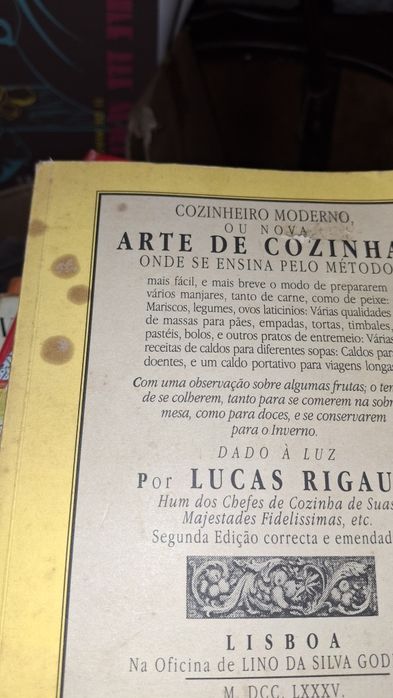 COZINHEIRO MODERNO,
OU NOVA
ARTE DE COZINHA
ONDE SE ENSINA PELO MÉTODO
mais fácil, e mais breve o modo de prepararem
vários manjares, tanto de carne, como de peixe:
Mariscos, legumes, ovos laticinios: Várias qualidades
de massas para pães, empadas, tortas, timbales,
pastéis, bolos, e outros pratos de entremeio: Várias
receitas de caldos para diferentes sopas: Caldos par
doentes, e um caldo portativo para viagens longas
Com uma observação sobre algumas frutas; o te
de se colherem, tanto para se comerem na sob
mesa, como para doces, e se conservarem
para o Inverno.
DADO À LUZ
Por LUCAS RIGAU
Hum dos Chefes de Cozinha de Suas
Majestades Fidelissimas, etc.
Segunda Edição correcta e emendad
LISBOA
Na Oficina de LINO DA SILVA GOD
M. DCC. LXXXV